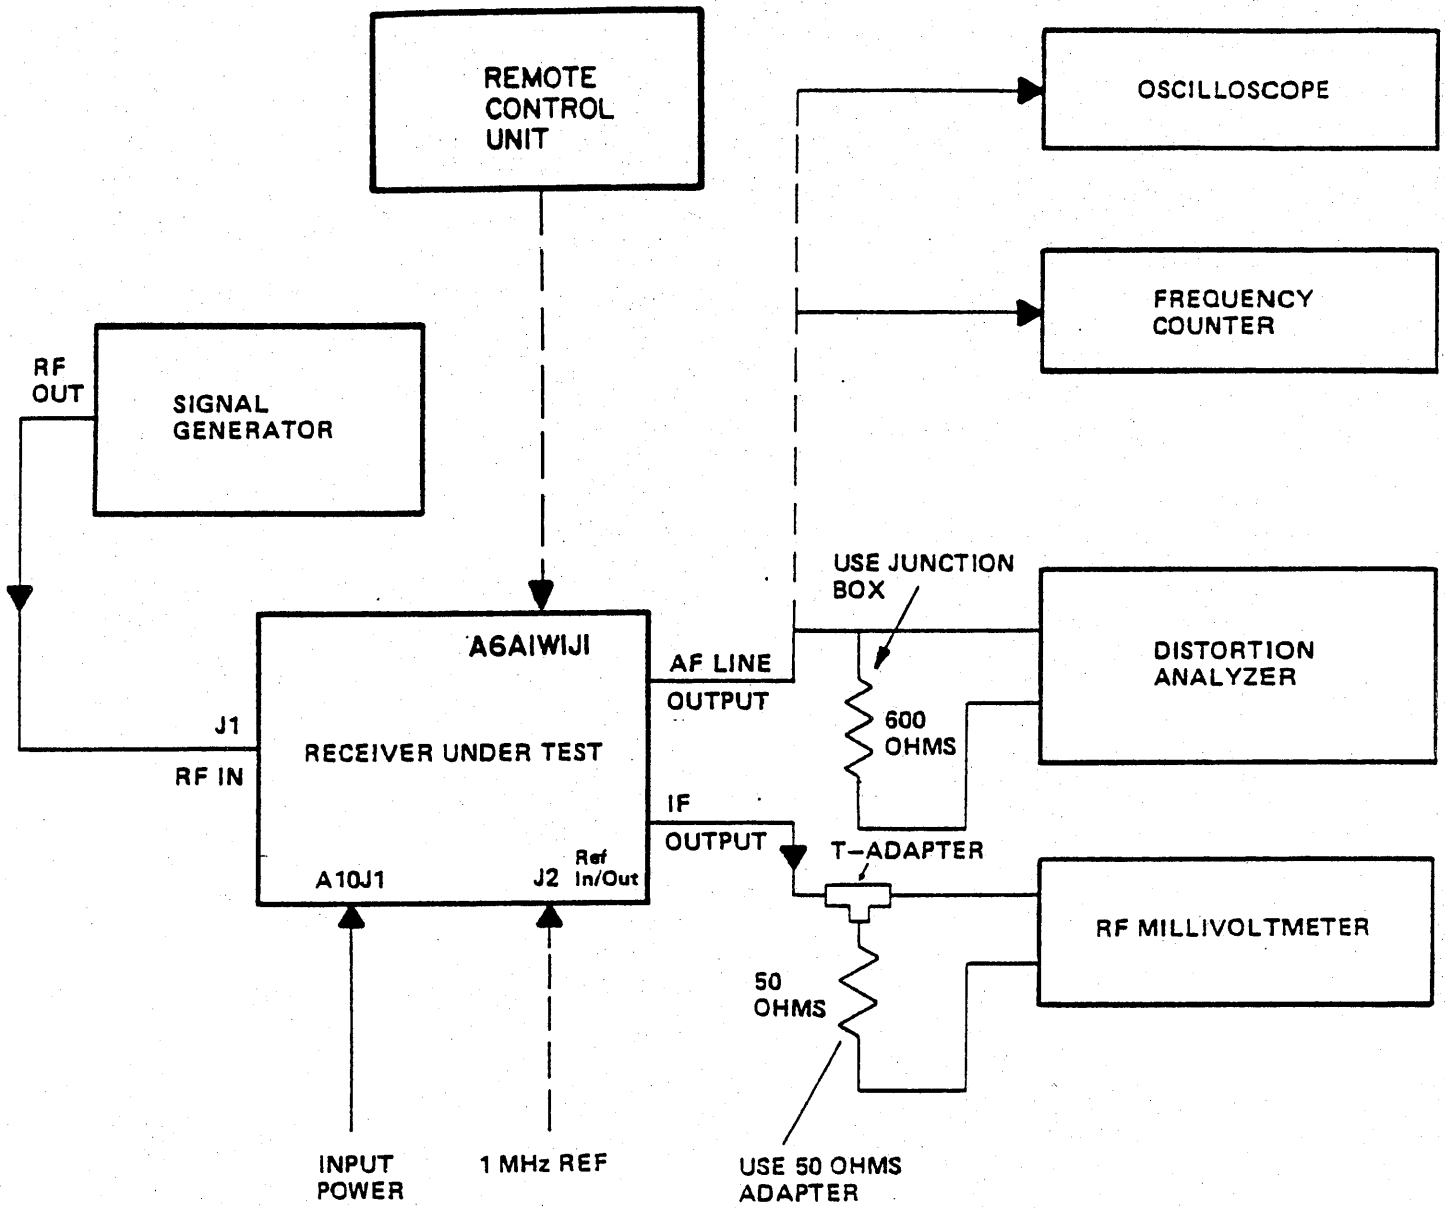 REMOTE
CONTROL
UNIT
OSCILLOSCOPE
FREQUENCY
COUNTER
RF
OUT
SIGNAL
GENERATOR
USE JUNCTION
BOX
A6AIWIJI
AF LINE
OUTPUT
DISTORTION
ANALYZER
J1
RF IN
RECEIVER UNDER TEST
600
OHMS
IF
OUTPUT
T-ADAPTER
A10J1
J2
Ref
In/Out
RF MILLIVOLTMETER
50
OHMS
INPUT
POWER
1 MHz REF
USE 50 OHMS
ADAPTER